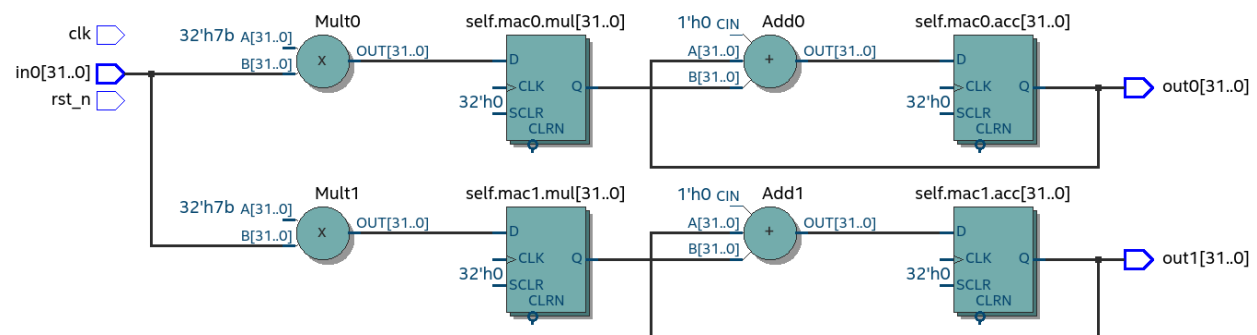 clk
in0[31..0]
rst_n
Mult0
32'h7b A[31..0]
B[31..0]
x
OUT[31..0]
self.mac0.mul[31..0]
D
CLK
Q
32'h0
SCLR
CLRN
Add0
1'h0 CIN
A[31..0]
B[31..0]
+
OUT[31..0]
self.mac0.acc[31..0]
D
CLK
Q
32'h0
SCLR
CLRN
out0[31..0]
Mult1
32'h7b A[31..0]
B[31..0]
x
OUT[31..0]
self.mac1.mul[31..0]
D
CLK
Q
32'h0
SCLR
CLRN
Add1
1'h0 CIN
A[31..0]
B[31..0]
+
OUT[31..0]
self.mac1.acc[31..0]
D
CLK
Q
32'h0
SCLR
CLRN
out1[31..0]